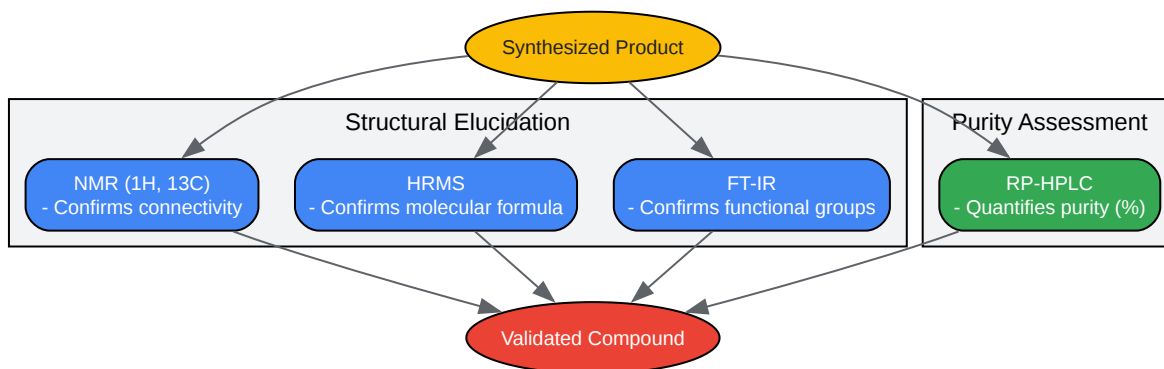 Synthesized Product
Structural Elucidation
Purity Assessment
NMR (1H, 13C)
- Confirms connectivity
HRMS
- Confirms molecular formula
FT-IR
- Confirms functional groups
RP-HPLC
- Quantifies purity (%)
Validated Compound